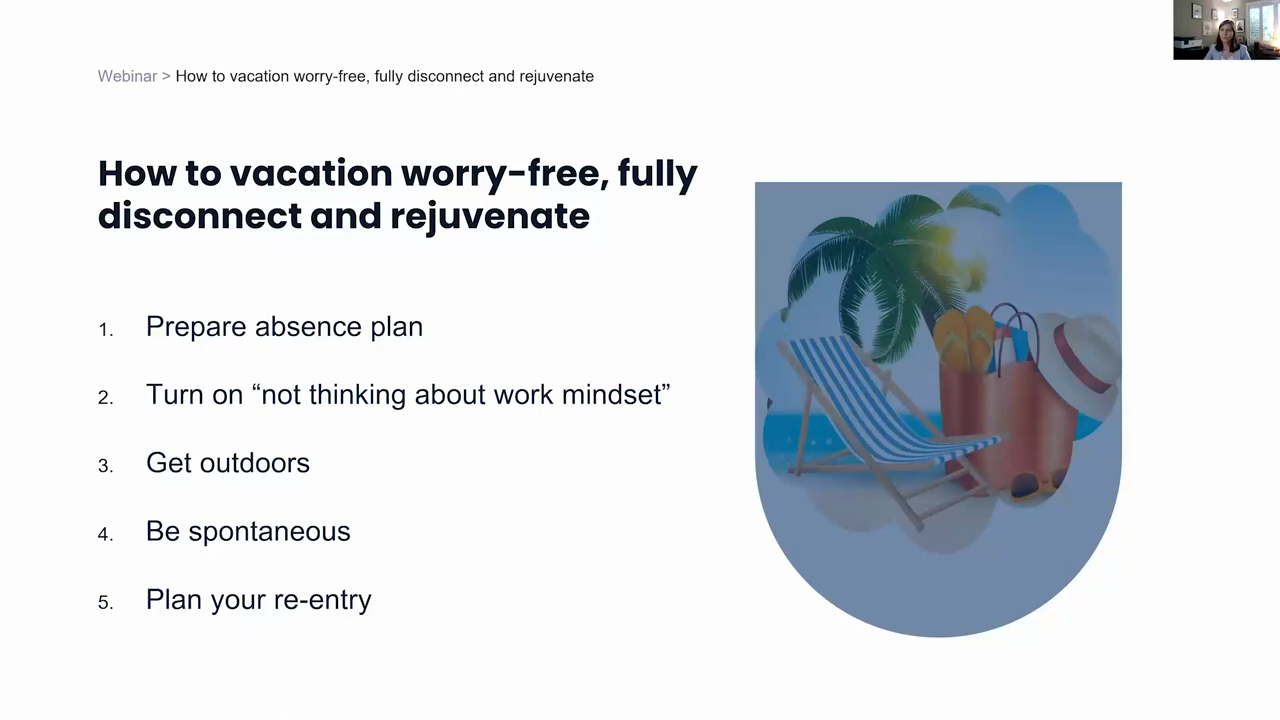 Webinar > How to vacation worry-free, fully disconnect and rejuvenate
How to vacation worry-free, fully
disconnect and rejuvenate
1. Prepare absence plan
2. Turn on “not thinking about work mindset”
3. Get outdoors
4. Be spontaneous
5. Plan your re-entry